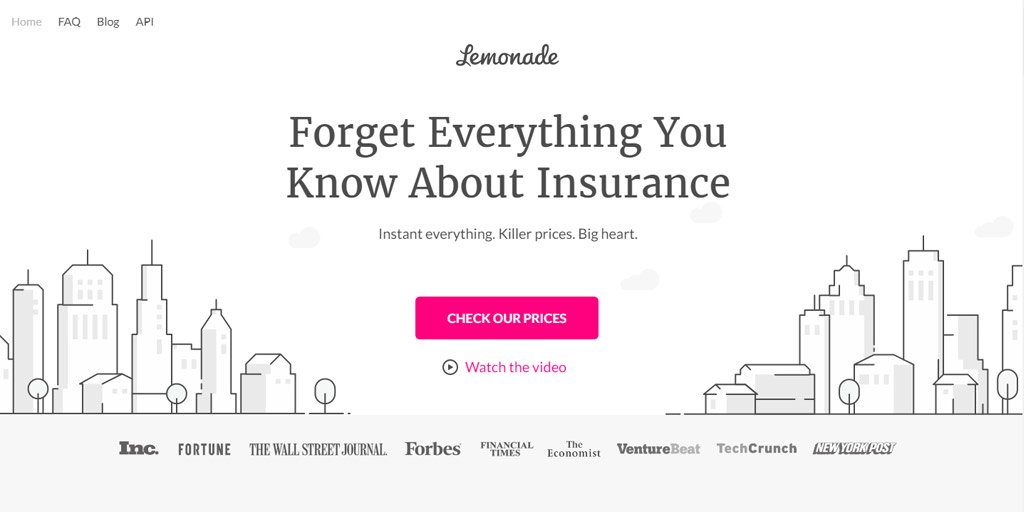 Home FAQ Blog API
Lemonade
Forget Everything You
Know About Insurance
Instant everything. Killer prices. Big heart.
CHECK OUR PRICES
Watch the video
Inc. FORTUNE THE WALL STREET JOURNAL. Forbes FINANCIAL TIMES The Economist VentureBeat TechCrunch NEW YORK POST